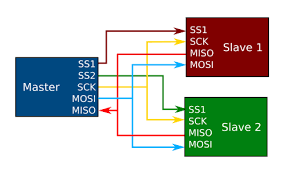 SS1
SS2
Master
SCK
MOSI
MISO
SS1
SCK
Slave 1
MISO
MOSI
SS1
SCK
Slave 2
MISO
MOSI